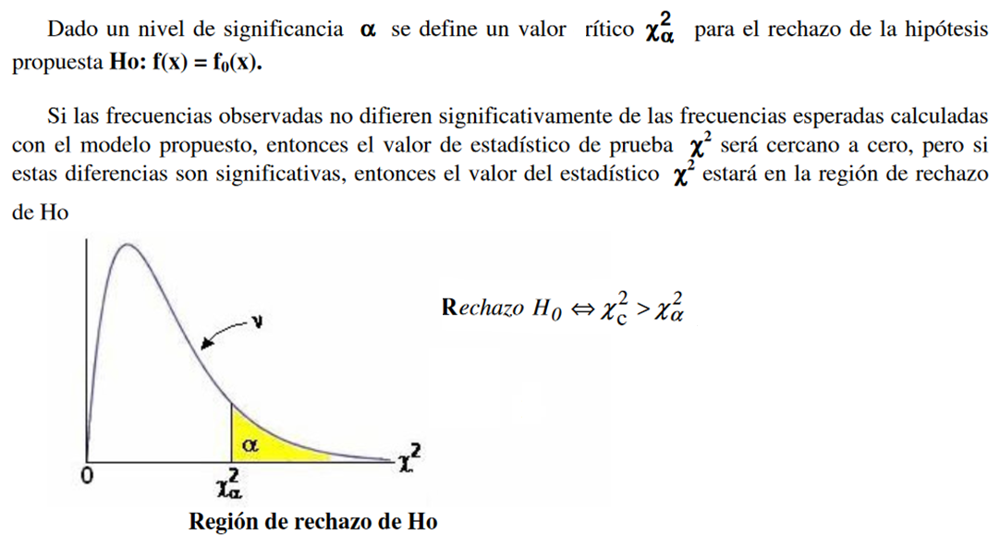 Dado un nivel de significancia α se define un valor rítico χ²α para el rechazo de la hipótesis
propuesta Ho: f(x) = f₀(x).
Si las frecuencias observadas no difieren significativamente de las frecuencias esperadas calculadas
con el modelo propuesto, entonces el valor de estadístico de prueba χ² será cercano a cero, pero si
estas diferencias son significativas, entonces el valor del estadístico χ² estará en la región de rechazo
de Ho
ν
Rechazo H₀ ⇔ χ²c > χ²α
α
χ²
0
χ²α
Región de rechazo de Ho